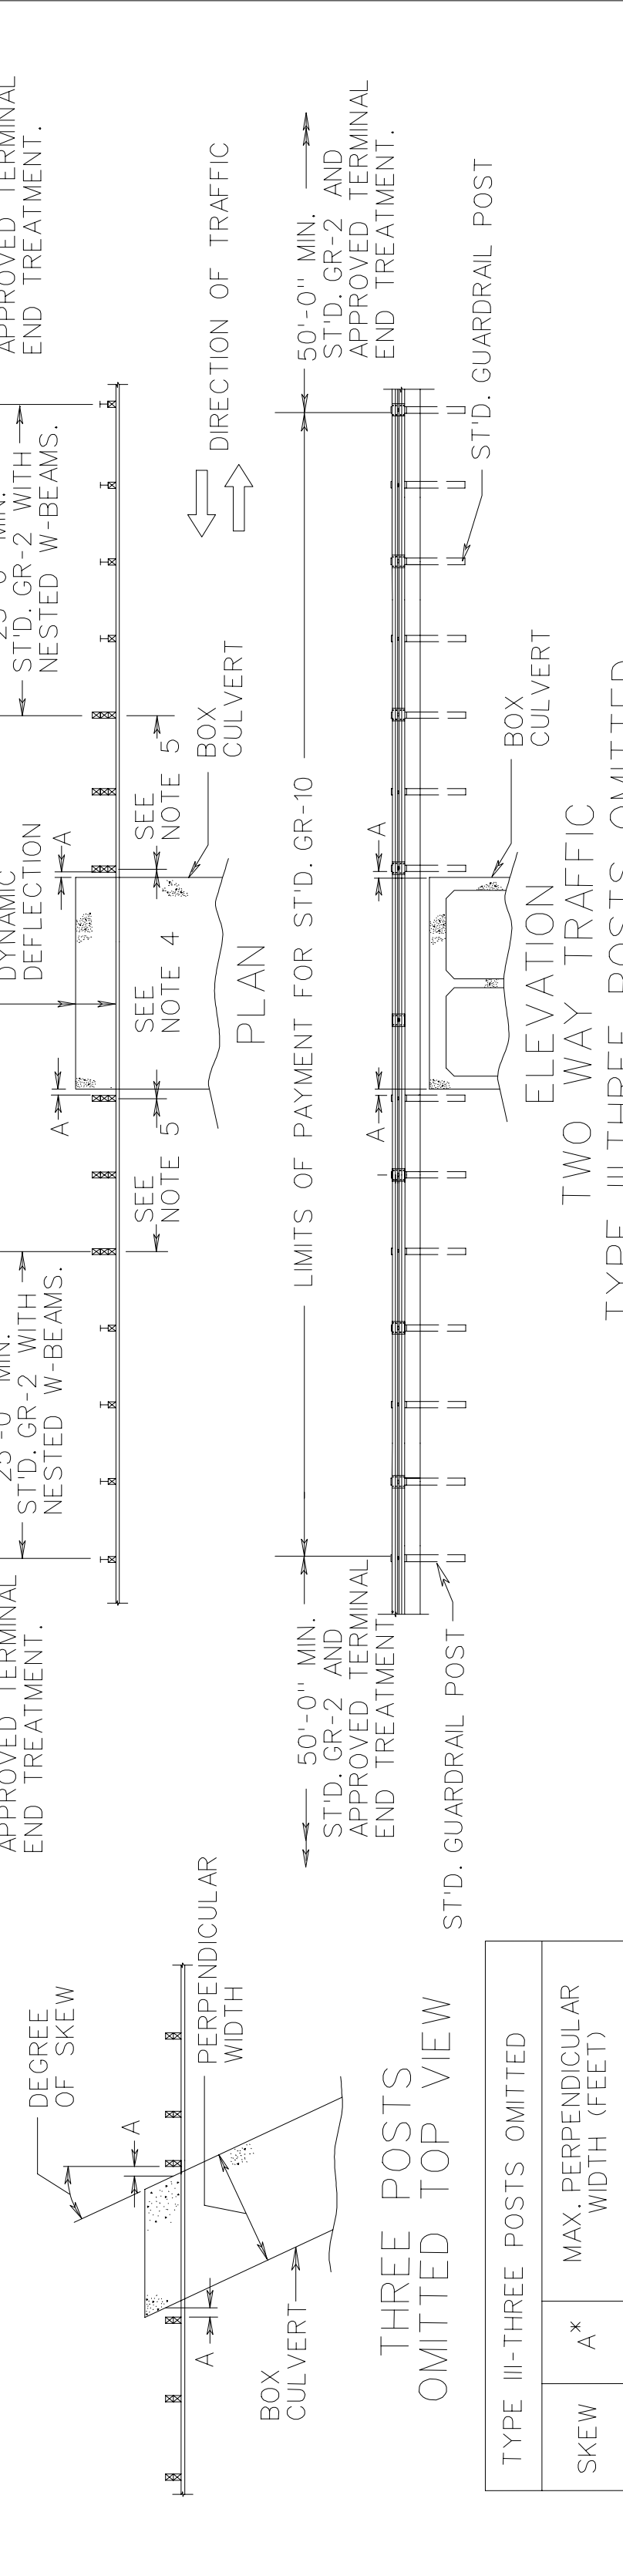 APPROVED TERMINAL
END TREATMENT.
ST'D. GR-2 WITH
NESTED W-BEAMS.
DYNAMIC
DEFLECTION
ST'D. GR-2 WITH
NESTED W-BEAMS.
APPROVED TERMINAL
END TREATMENT.
A
A
SEE
NOTE 5
SEE
NOTE 4
SEE
NOTE 5
BOX
CULVERT
DIRECTION OF TRAFFIC
PLAN
50'-0" MIN.
ST'D. GR-2 AND
APPROVED TERMINAL
END TREATMENT
LIMITS OF PAYMENT FOR ST'D. GR-10
50'-0" MIN.
ST'D. GR-2 AND
APPROVED TERMINAL
END TREATMENT.
A
A
ST'D. GUARDRAIL POST
ST'D. GUARDRAIL POST
BOX
CULVERT
ELEVATION
TWO WAY TRAFFIC
TYPE III-THREE POSTS OMITTED
DEGREE
OF SKEW
A
A
PERPENDICULAR
WIDTH
BOX
CULVERT
THREE POSTS
OMITTED TOP VIEW
TYPE III-THREE POSTS OMITTED
SKEW
A*
MAX. PERPENDICULAR
WIDTH (FEET)